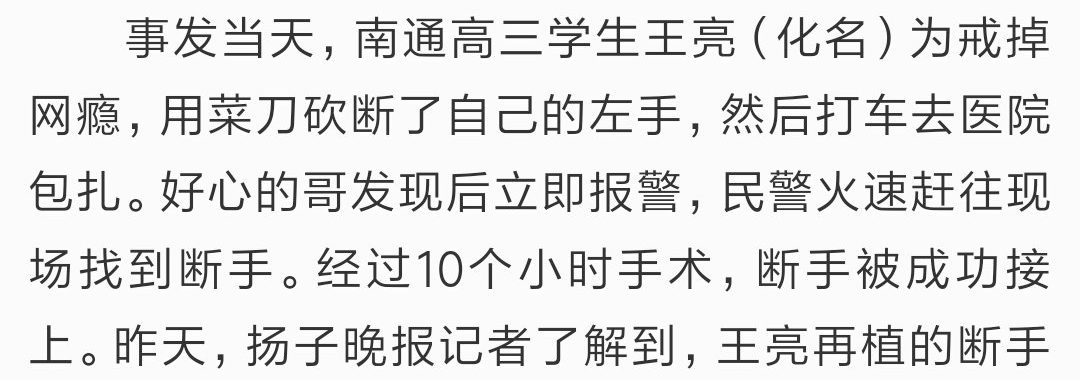 事发当天，南通高三学生王亮（化名）为戒掉
网瘾，用菜刀砍断了自己的左手，然后打车去医院
包扎。好心的哥发现后立即报警，民警火速赶往现
场找到断手。经过10个小时手术，断手被成功接
上。昨天，扬子晚报记者了解到，王亮再植的断手